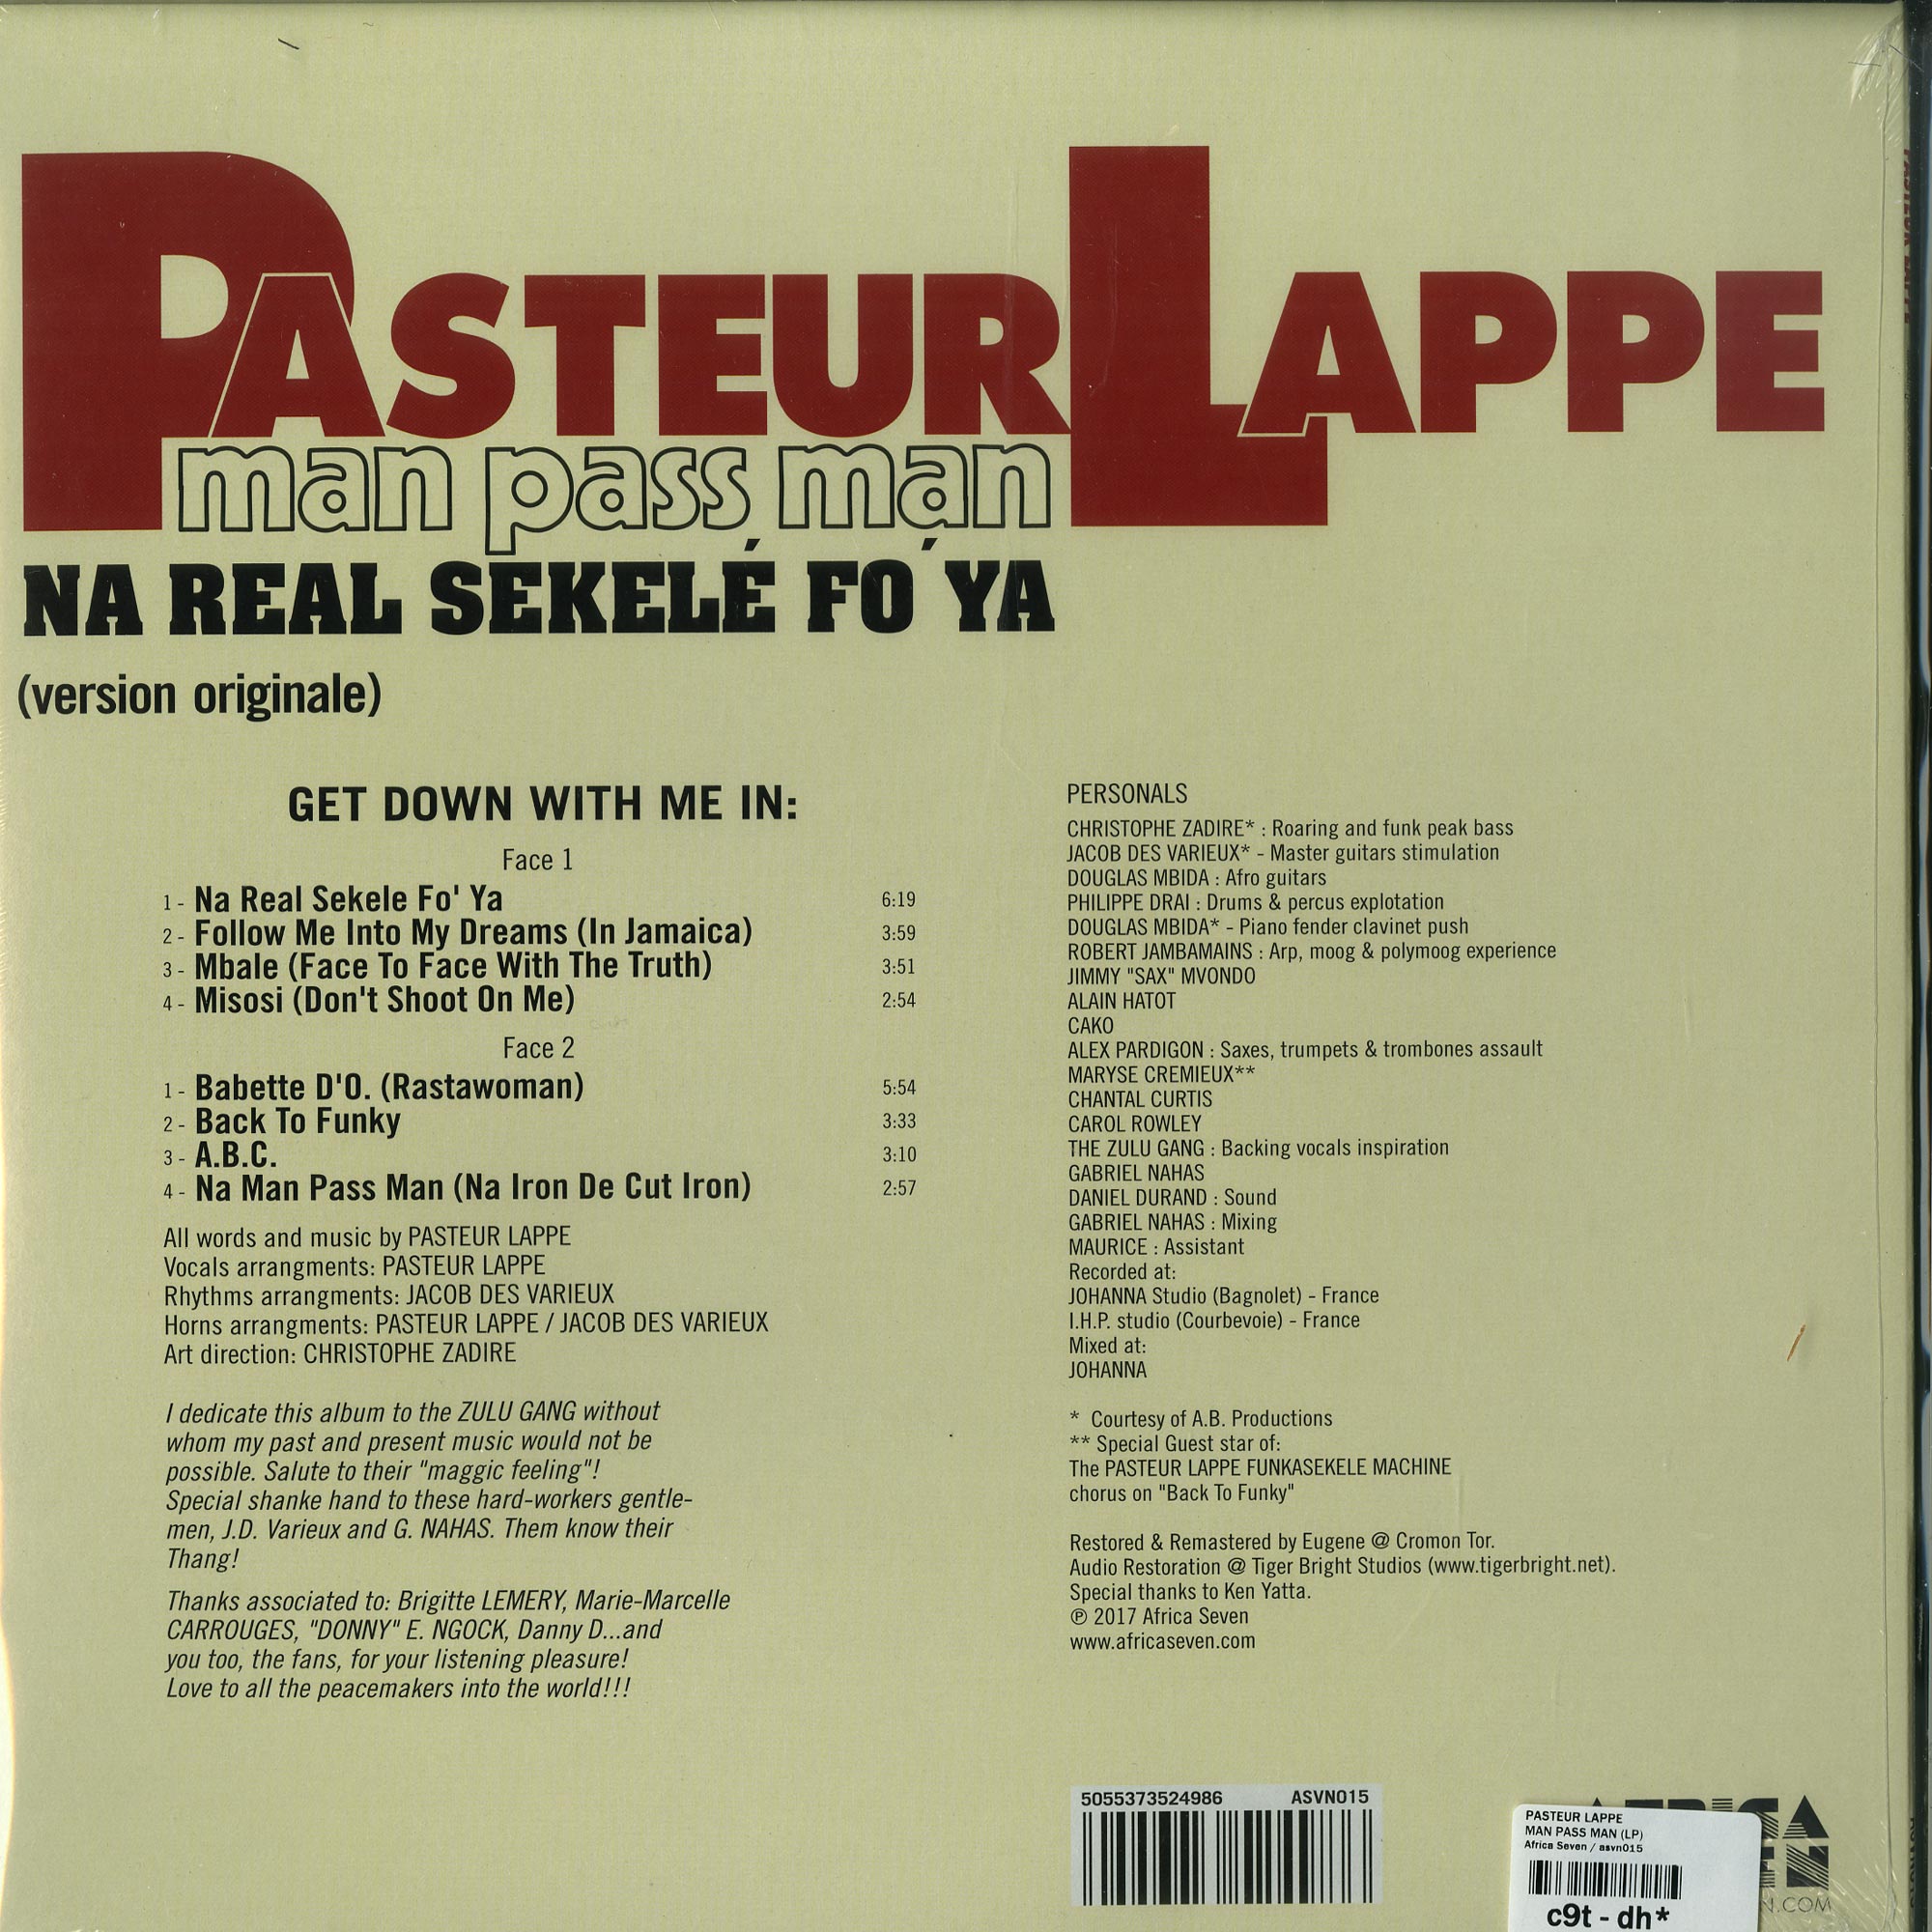 PASTEUR LAPPE
man pass man
NA REAL SEKELÉ FO´YA
(version originale)
GET DOWN WITH ME IN:
Face 1
1 - Na Real Sekele Fo' Ya 6:19
2 - Follow Me Into My Dreams (In Jamaica) 3:59
3 - Mbale (Face To Face With The Truth) 3:51
4 - Misosi (Don't Shoot On Me) 2:54
Face 2
1 - Babette D'O. (Rastawoman) 5:54
2 - Back To Funky 3:33
3 - A.B.C. 3:10
4 - Na Man Pass Man (Na Iron De Cut Iron) 2:57
All words and music by PASTEUR LAPPE
Vocals arrangments: PASTEUR LAPPE
Rhythms arrangments: JACOB DES VARIEUX
Horns arrangments: PASTEUR LAPPE / JACOB DES VARIEUX
Art direction: CHRISTOPHE ZADIRE
I dedicate this album to the ZULU GANG without
whom my past and present music would not be
possible. Salute to their "maggic feeling"!
Special shanke hand to these hard-workers gentle-
men, J.D. Varieux and G. NAHAS. Them know their
Thang!
Thanks associated to: Brigitte LEMERY, Marie-Marcelle
CARROUGES, "DONNY" E. NGOCK, Danny D...and
you too, the fans, for your listening pleasure!
Love to all the peacemakers into the world!!!
PERSONALS
CHRISTOPHE ZADIRE* : Roaring and funk peak bass
JACOB DES VARIEUX* - Master guitars stimulation
DOUGLAS MBIDA : Afro guitars
PHILIPPE DRAI : Drums & percus explotation
DOUGLAS MBIDA* - Piano fender clavinet push
ROBERT JAMBAMAINS : Arp, moog & polymoog experience
JIMMY "SAX" MVONDO
ALAIN HATOT
CAKO
ALEX PARDIGON : Saxes, trumpets & trombones assault
MARYSE CREMIEUX**
CHANTAL CURTIS
CAROL ROWLEY
THE ZULU GANG : Backing vocals inspiration
GABRIEL NAHAS
DANIEL DURAND : Sound
GABRIEL NAHAS : Mixing
MAURICE : Assistant
Recorded at:
JOHANNA Studio (Bagnolet) - France
I.H.P. studio (Courbevoie) - France
Mixed at:
JOHANNA
* Courtesy of A.B. Productions
** Special Guest star of:
The PASTEUR LAPPE FUNKASEKELE MACHINE
chorus on "Back To Funky"
Restored & Remastered by Eugene @ Cromon Tor.
Audio Restoration @ Tiger Bright Studios (www.tigerbright.net).
Special thanks to Ken Yatta.
℗ 2017 Africa Seven
www.africaseven.com
5055373524986 ASVN015
PASTEUR LAPPE
MAN PASS MAN (LP)
Africa Seven / asvn015
c9t - dh*
N.COM